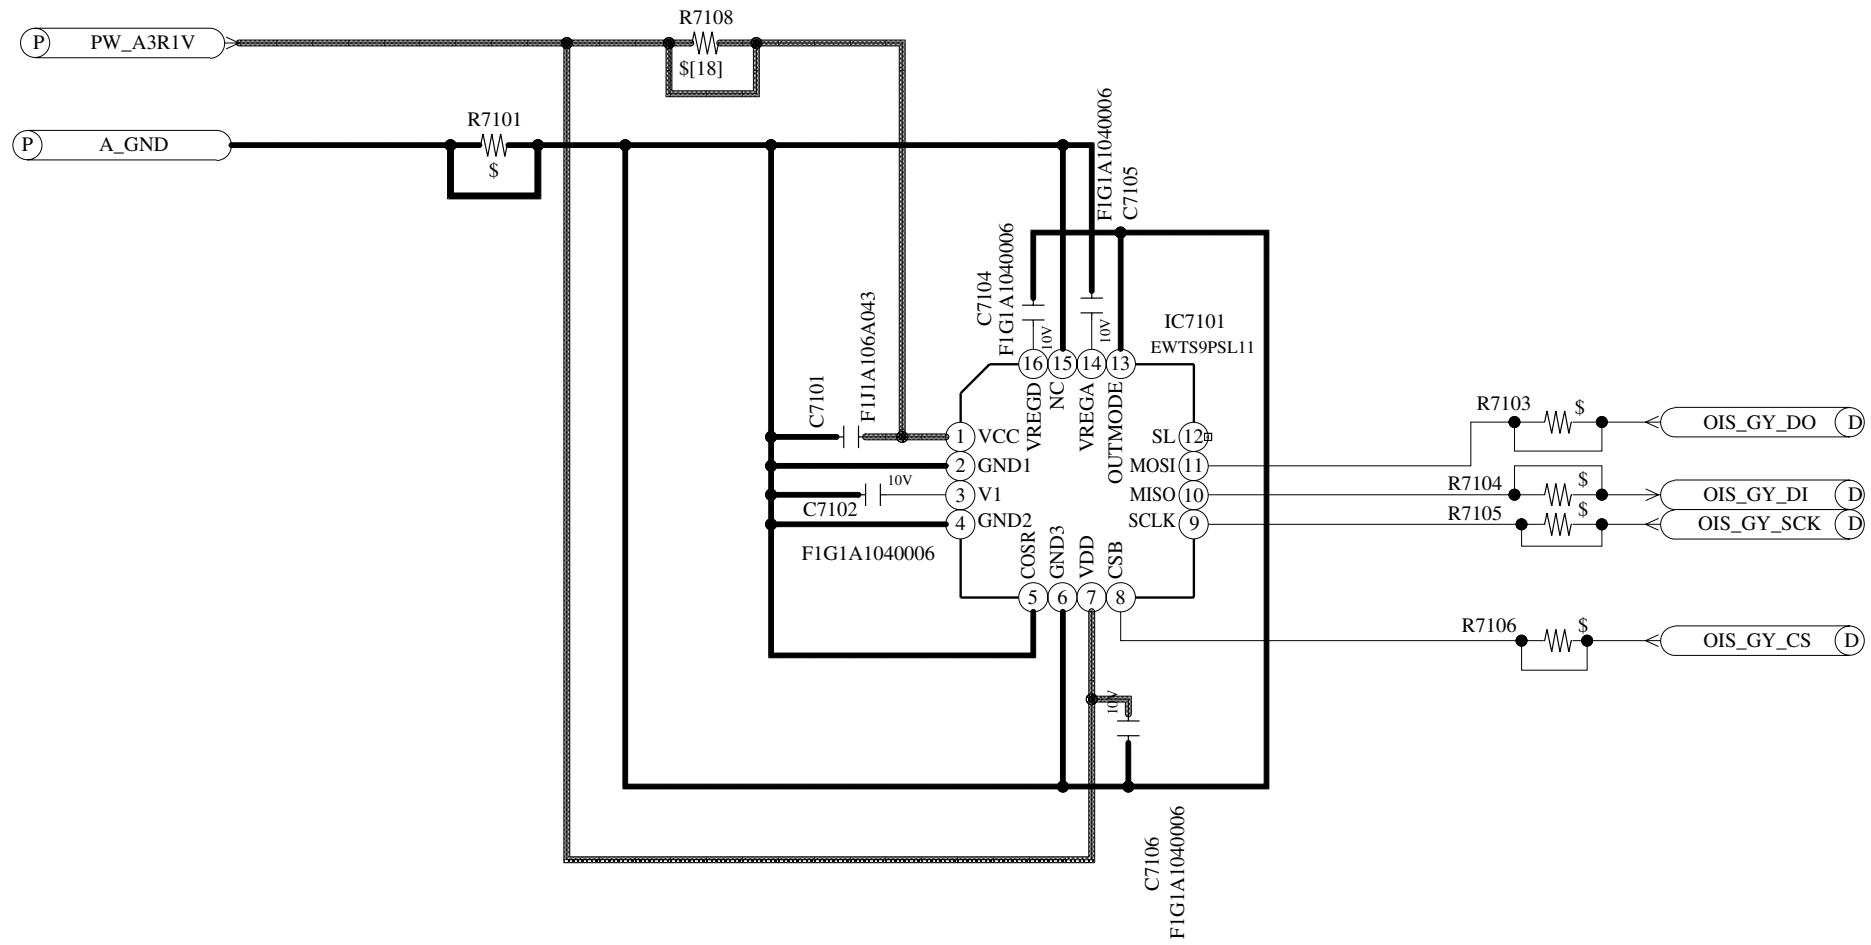 R7108
P PW_A3R1V
$[18]
R7101
P A_GND
$
F1G1A1040006
C7105
C7104
F1G1A1040006
10V
10V
IC7101
EWTS9PSL11
C7101
F1J1A106A043
16 15 14 13
VREGD
NC
VREGA
OUTMODE
1 VCC
2 GND1
10V
3 V1
C7102
4 GND2
F1G1A1040006
SL 12
MOSI 11
MISO 10
SCLK 9
COSR
GND3
VDD
CSB
5 6 7 8
R7103 $
OIS_GY_DO D
R7104 $
OIS_GY_DI D
R7105 $
OIS_GY_SCK D
R7106 $
OIS_GY_CS D
10V
C7106
F1G1A1040006